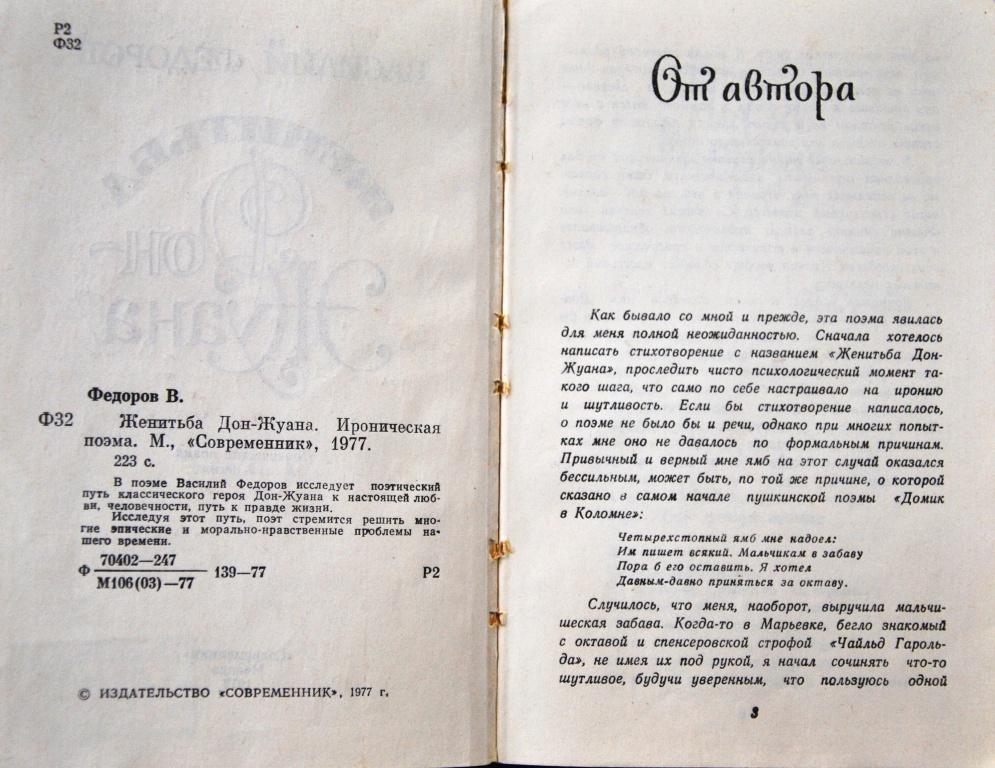 Р2
Ф32
Федоров В.
Ф32 Женитьба Дон-Жуана. Ироническая
поэма. М., «Современник», 1977.
223 с.
В поэме Василий Федоров исследует поэтический
путь классического героя Дон-Жуана к настоящей люб-
ви, человечности, путь к правде жизни.
Исследуя этот путь, поэт стремится решить мно-
гие эпические и морально-нравственные проблемы на-
шего времени.
70402—247
Ф 139—77 Р2
М106(03)—77
© ИЗДАТЕЛЬСТВО «СОВРЕМЕННИК», 1977 г.
От автора
Как бывало со мной и прежде, эта поэма явилась
для меня полной неожиданностью. Сначала хотелось
написать стихотворение с названием «Женитьба Дон-
Жуана», проследить чисто психологический момент та-
кого шага, что само по себе настраивало на иронию
и шутливость. Если бы стихотворение написалось,
о поэме не было бы и речи, однако при многих попыт-
ках мне оно не давалось по формальным причинам.
Привычный и верный мне ямб на этот случай оказался
бессильным, может быть, по той же причине, о которой
сказано в самом начале пушкинской поэмы «Домик
в Коломне»:
Четырехстопный ямб мне надоел:
Им пишет всякий. Мальчикам в забаву
Пора б его оставить. Я хотел
Давным-давно приняться за октаву.
Случилось, что меня, наоборот, выручила мальчи-
шеская забава. Когда-то в Марьевке, бегло знакомый
с октавой и спенсеровской строфой «Чайльд Гароль-
да», не имея их под рукой, я начал сочинять что-то
шутливое, будучи уверенным, что пользуюсь одной
3